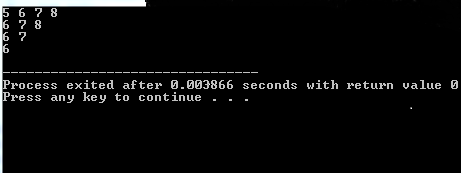 5 6 7 8
6 7 8
6 7
6
--------------------------------
Process exited after 0.003866 seconds with return value 0
Press any key to continue . . .